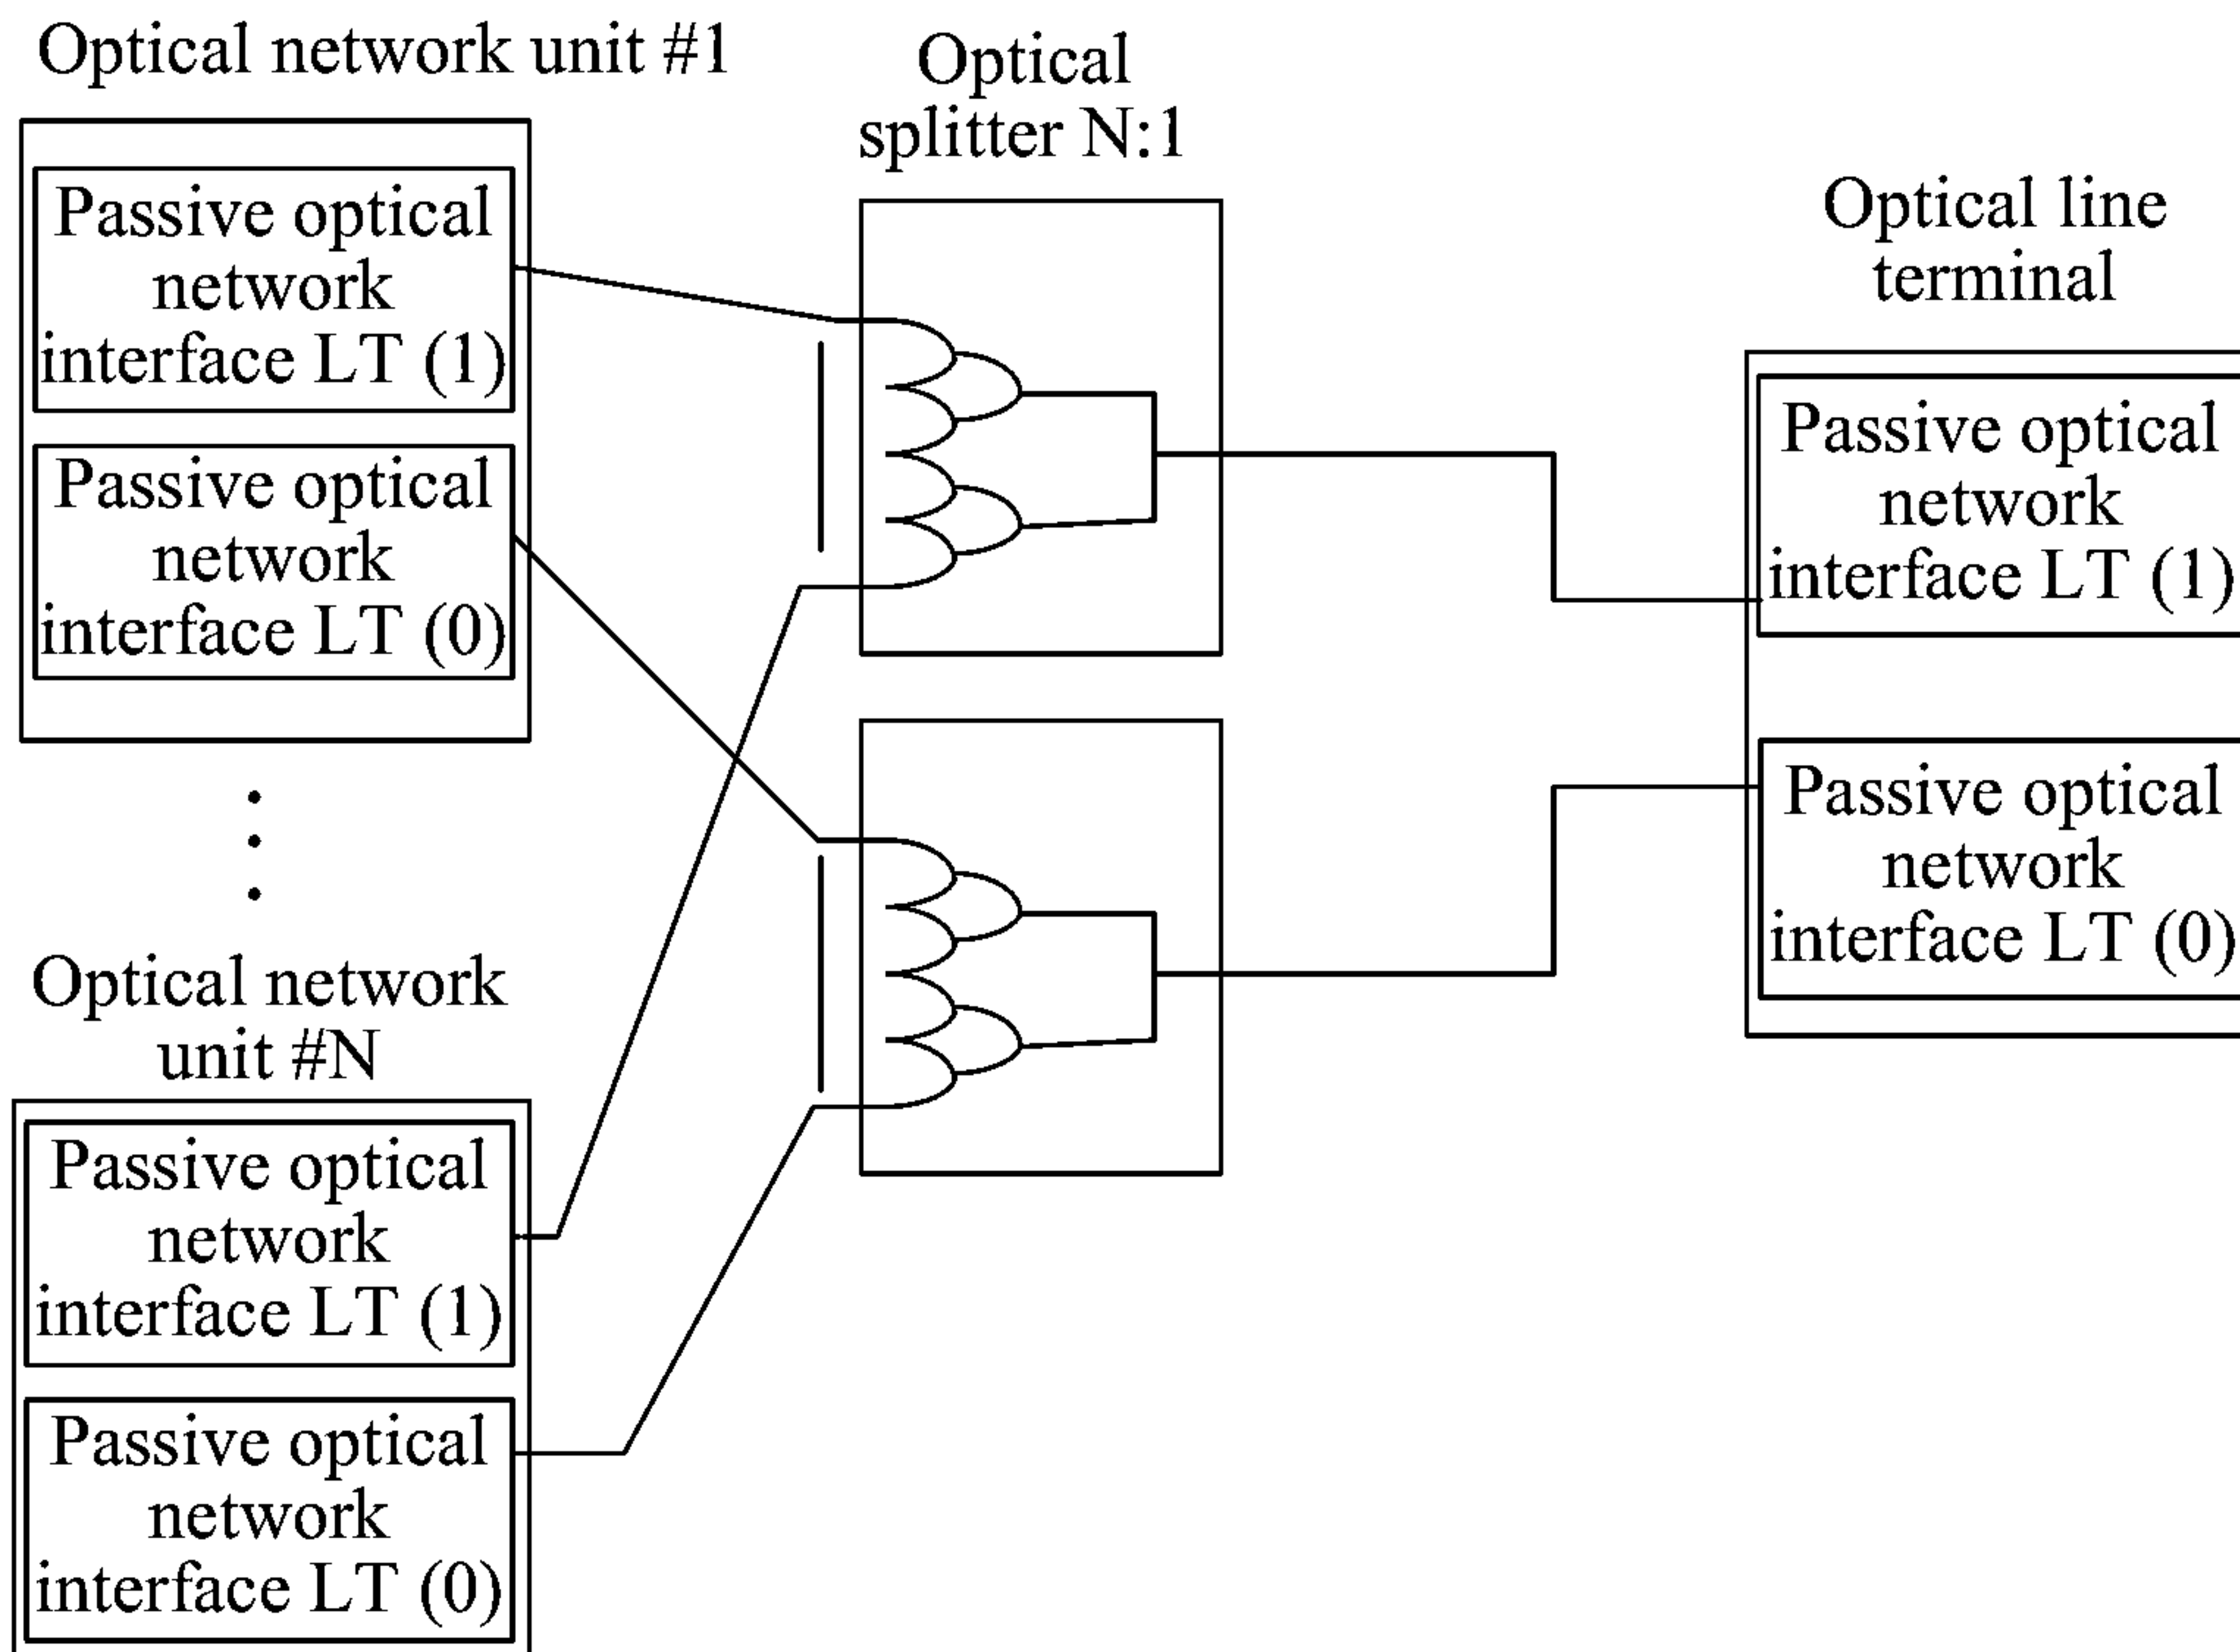 Optical network unit #1
Passive optical
network
interface LT (1)
Passive optical
network
interface LT (0)
Optical network
unit #N
Passive optical
network
interface LT (1)
Passive optical
network
interface LT (0)
Optical
splitter N:1
Optical line
terminal
Passive optical
network
interface LT (1)
Passive optical
network
interface LT (0)